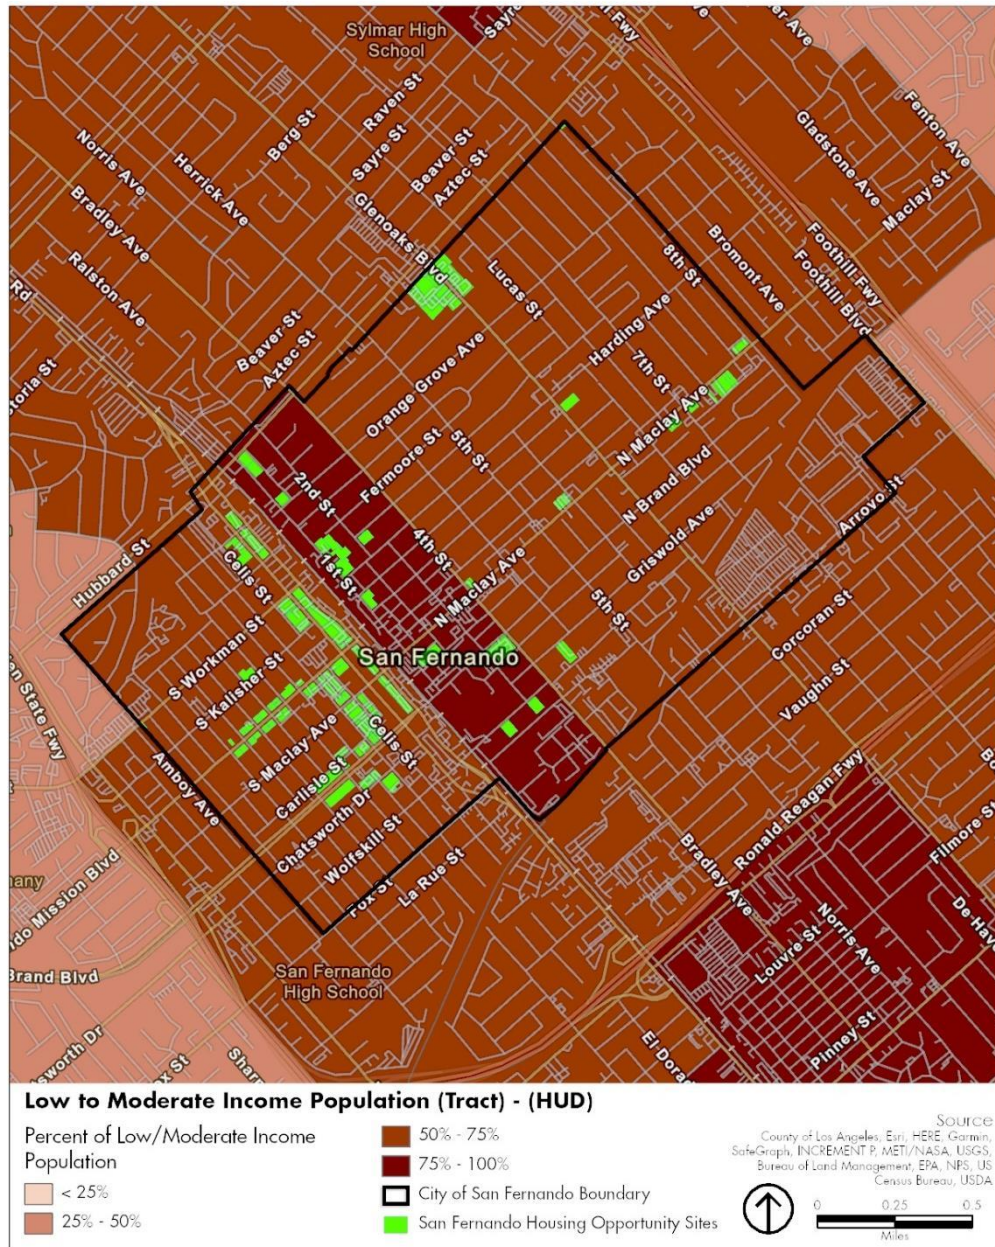 Sylmar High
School
Sayre
Fwy
Ave
Raven St
Berg St
Sayre St
Beaver St
Aztec St
Norris Ave
Herrick Ave
Bradley Ave
Ralston Ave
Rd
Glenoaks Blvd
Fenton Ave
Gladstone Ave
Maclay St
Foothill Fwy
Foothill Blvd
Bromont Ave
8th St
Lucas St
Harding Ave
7th St
Beaver St
Aztec St
Orange Grove Ave
N Maclay Ave
Fermoore St
5th St
N Brand Blvd
2nd St
4th St
Griswold Ave
Arroyo St
Hubbard St
Celis St
1st St
N Maclay Ave
5th St
Corcoran St
San Fernando
S Workman St
S Kalisher St
Vaughn St
S Maclay Ave
Celis St
Amboy Ave
Carlisle St
Chatsworth Dr
Wolfskill St
Fox St
La Rue St
Ronald Reagan Fwy
Bradley Ave
Filmore St
Brand Blvd
San Fernando
High School
Louvre St
Norris Ave
Pinney St
Low to Moderate Income Population (Tract) - (HUD)
Percent of Low/Moderate Income
Population
< 25%
25% - 50%
50% - 75%
75% - 100%
City of San Fernando Boundary
San Fernando Housing Opportunity Sites
Source
County of Los Angeles, Esri, HERE, Garmin,
SafeGraph, INCREMENT P, METI/NASA, USGS,
Bureau of Land Management, EPA, NPS, US
Census Bureau, USDA
0 0.25 0.5
Miles